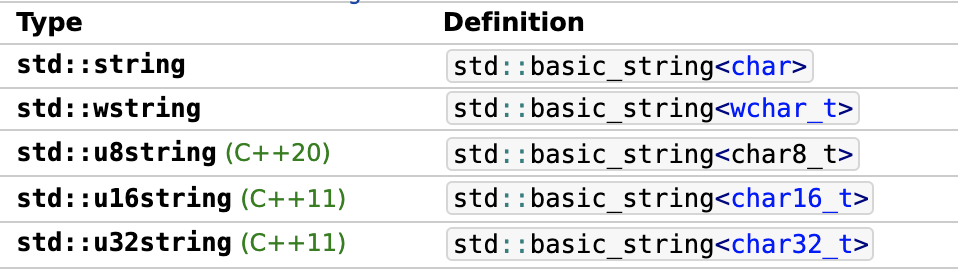 Type Definition
std::string std::basic_string<char>
std::wstring std::basic_string<wchar_t>
std::u8string (C++20) std::basic_string<char8_t>
std::u16string (C++11) std::basic_string<char16_t>
std::u32string (C++11) std::basic_string<char32_t>